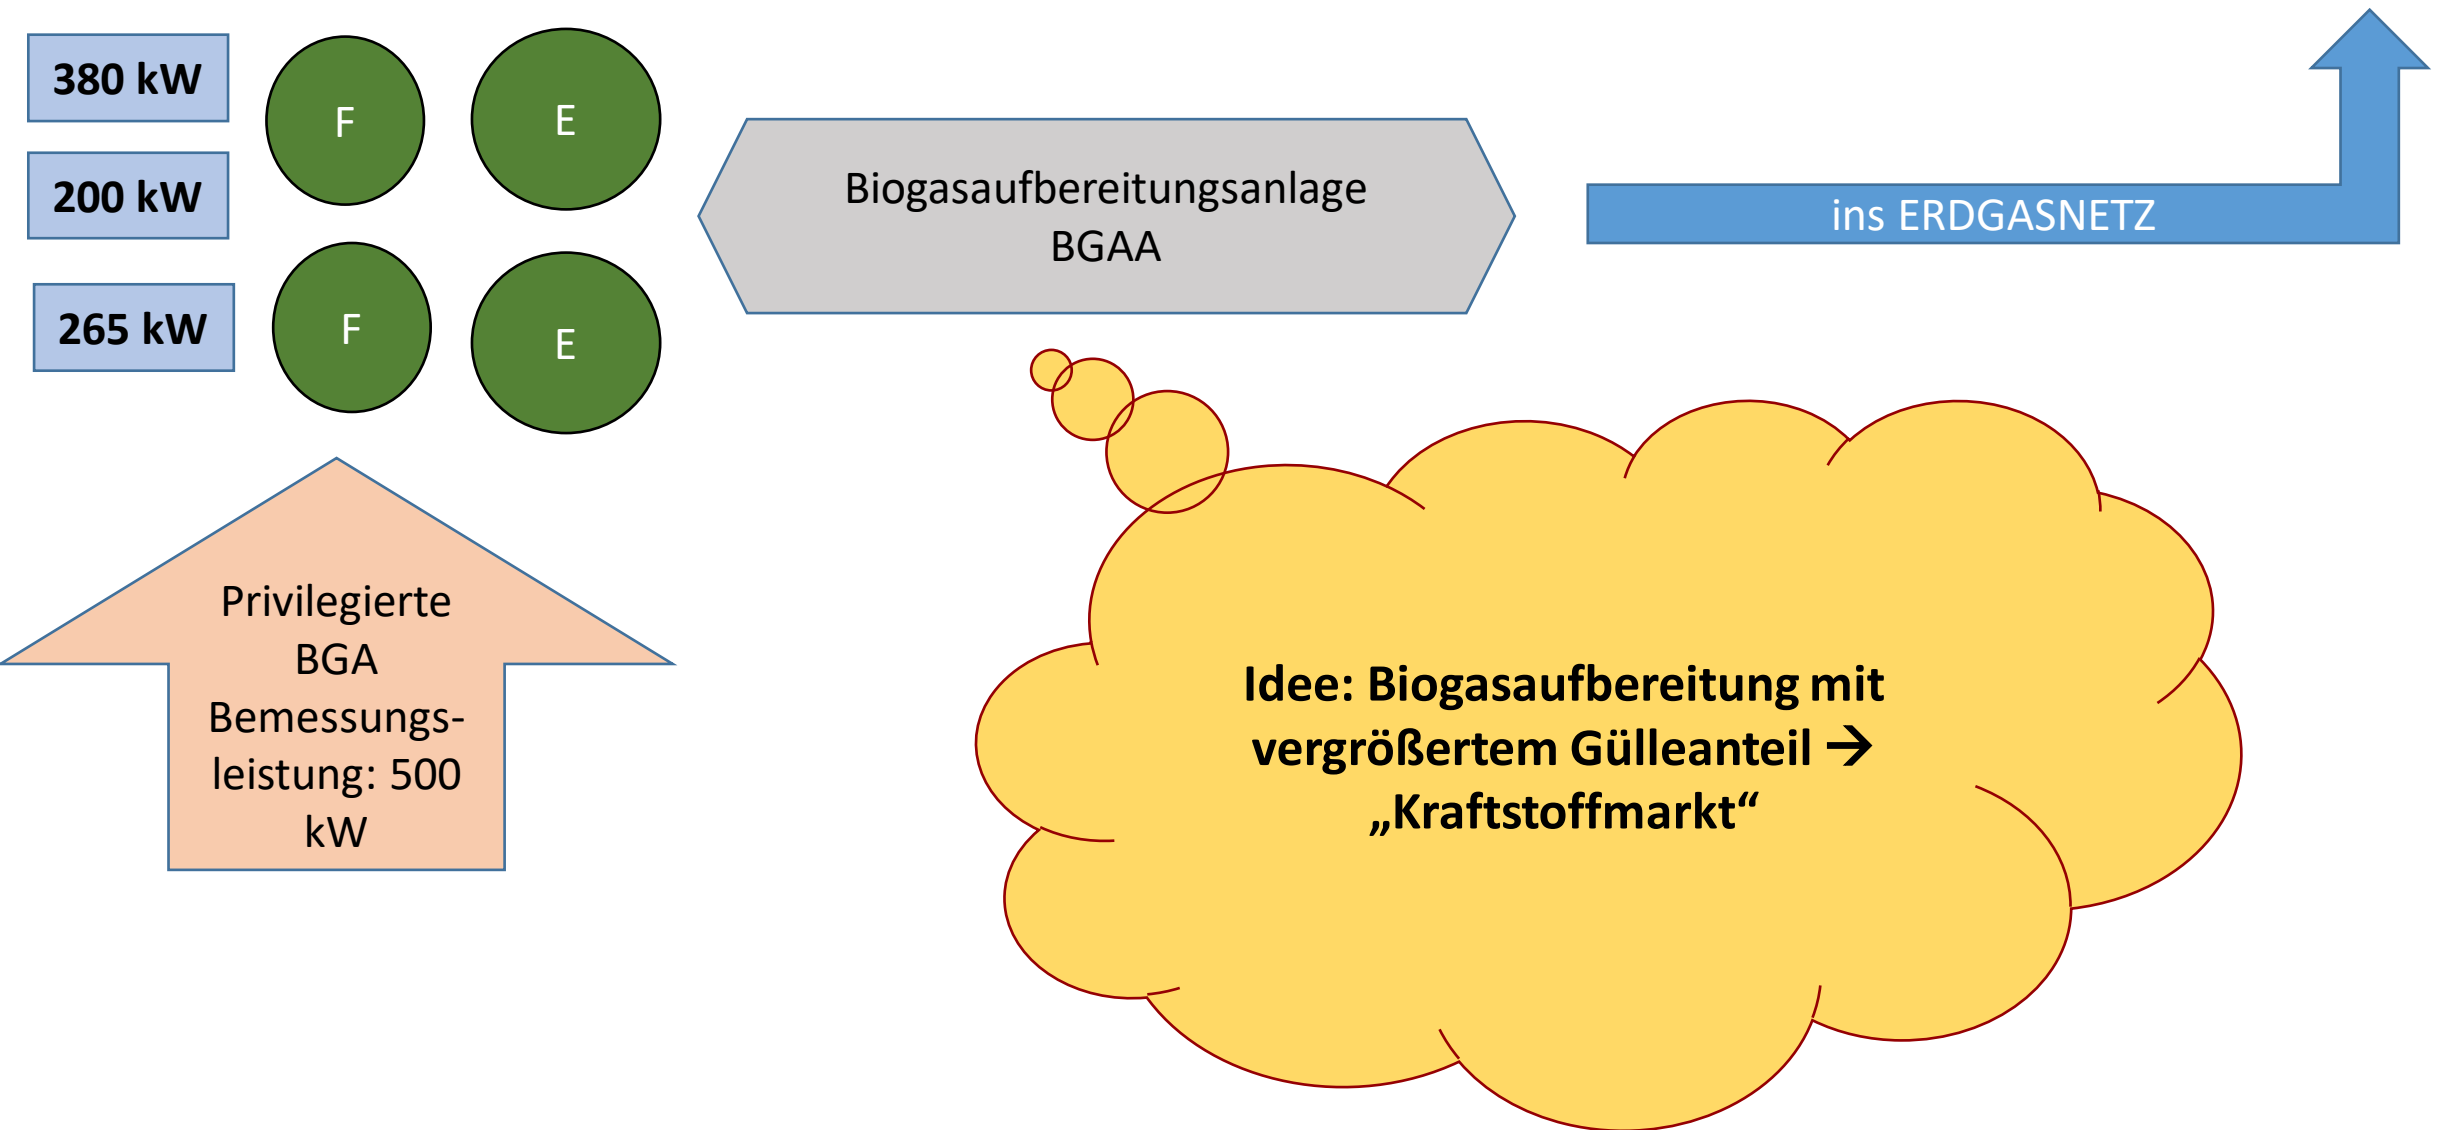 380 kW
200 kW
265 kW
F
E
F
E
Biogasaufbereitungsanlage
BGAA
ins ERDGASNETZ
Privilegierte
BGA
Bemessungs-
leistung: 500
kW
Idee: Biogasaufbereitung mit
vergrößertem Gülleanteil →
„Kraftstoffmarkt“